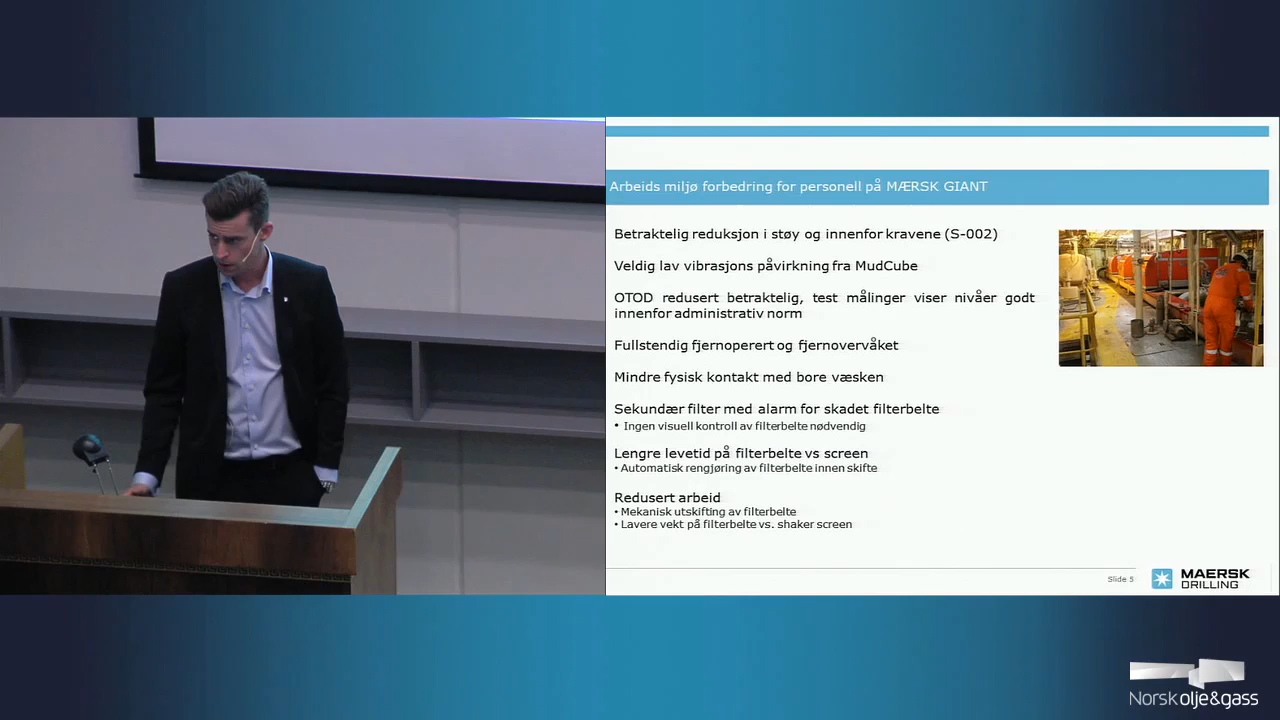 Arbeids miljø forbedring for personell på MÆRSK GIANT
Betraktelig reduksjon i støy og innenfor kravene (S-002)
Veldig lav vibrasjons påvirkning fra MudCube
OTOD redusert betraktelig, test målinger viser nivåer godt
innenfor administrativ norm
Fullstendig fjernoperert og fjernovervåket
Mindre fysisk kontakt med bore væsken
Sekundær filter med alarm for skadet filterbelte
• Ingen visuell kontroll av filterbelte nødvendig
Lengre levetid på filterbelte vs screen
• Automatisk rengjøring av filterbelte innen skifte
Redusert arbeid
• Mekanisk utskifting av filterbelte
• Lavere vekt på filterbelte vs. shaker screen
Slide 5
MAERSK
DRILLING
Norsk olje&gass